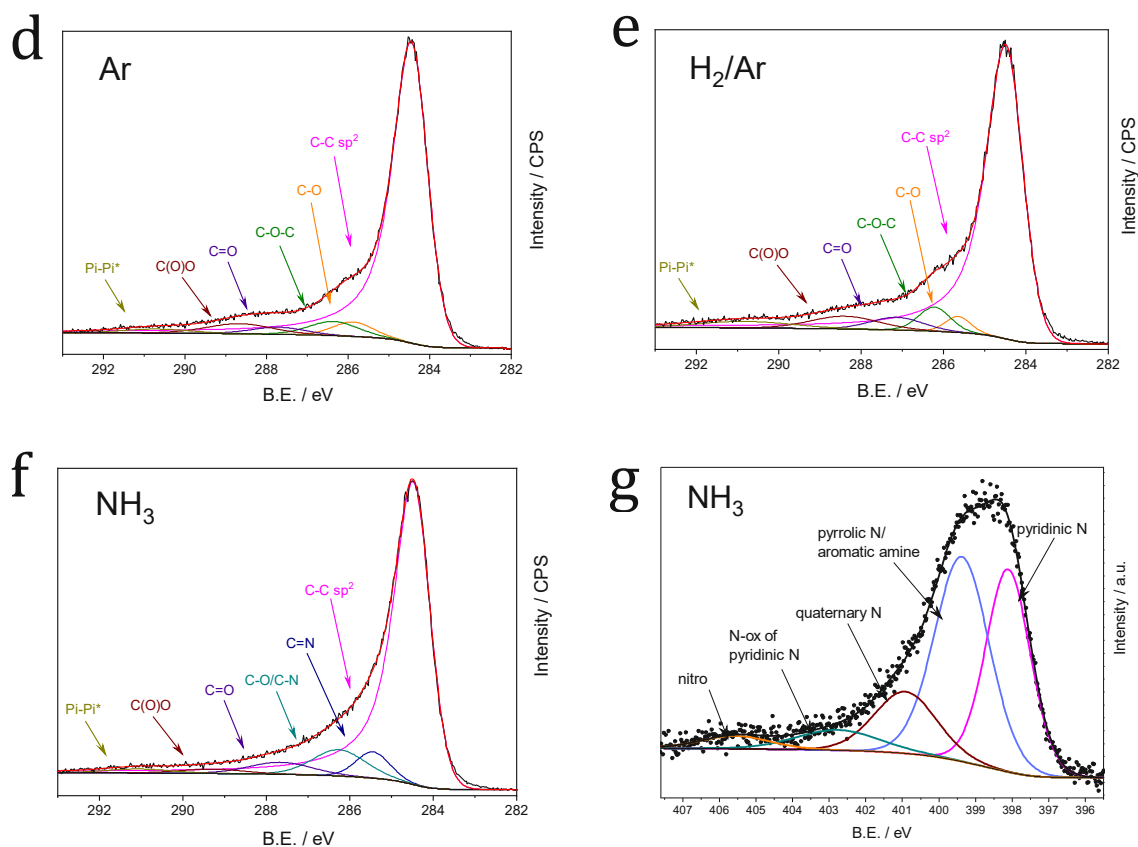 d
Ar
C-C sp²
C-O
C-O-C
C=O
C(O)O
Pi-Pi*
292 290 288 286 284 282
B.E. / eV
Intensity / CPS
e
H₂/Ar
C-C sp²
C-O
C-O-C
C=O
C(O)O
Pi-Pi*
292 290 288 286 284 282
B.E. / eV
Intensity / CPS
f
NH₃
C-C sp²
C=N
C-O/C-N
C=O
C(O)O
Pi-Pi*
292 290 288 286 284 282
B.E. / eV
Intensity / CPS
g
NH₃
pyrrolic N/
aromatic amine
pyridinic N
quaternary N
N-ox of
pyridinic N
nitro
407 406 405 404 403 402 401 400 399 398 397 396
B.E. / eV
Intensity / a.u.